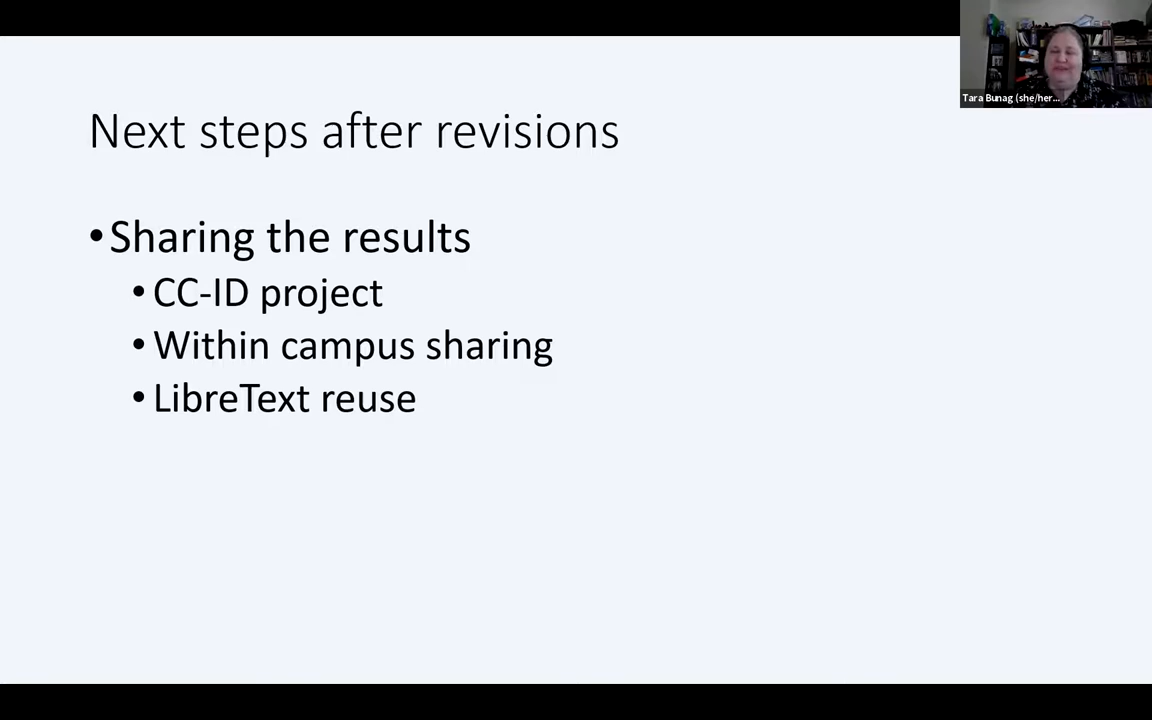 Tara Bunag (she/her...
Next steps after revisions
•Sharing the results
•CC-ID project
•Within campus sharing
•LibreText reuse